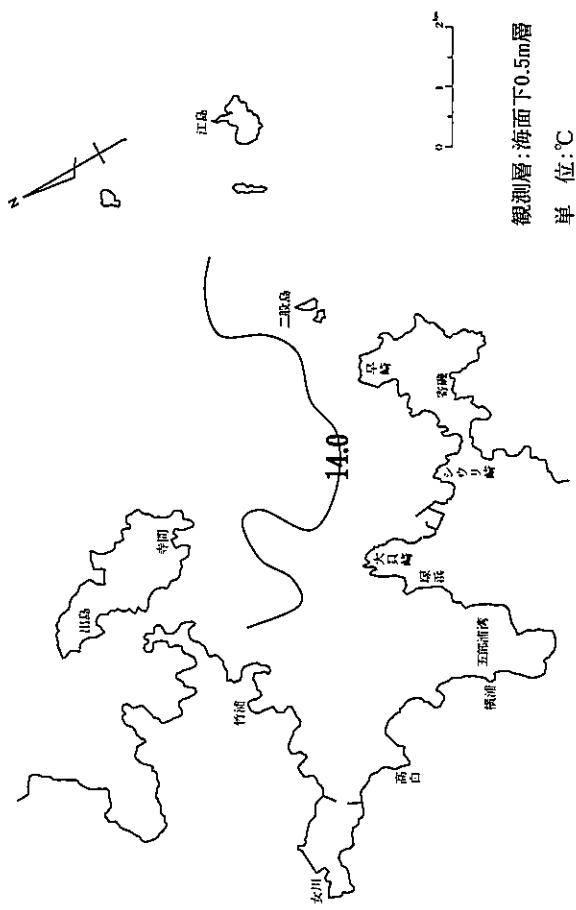 N
江島
0 1 2km
二股島
早崎
寄磯
シウリ崎
14.0
寺間
出島
大貝崎
塚浜
五部浦湾
横浦
竹浦
高白
女川
観測層:海面下0.5m層
単 位:℃